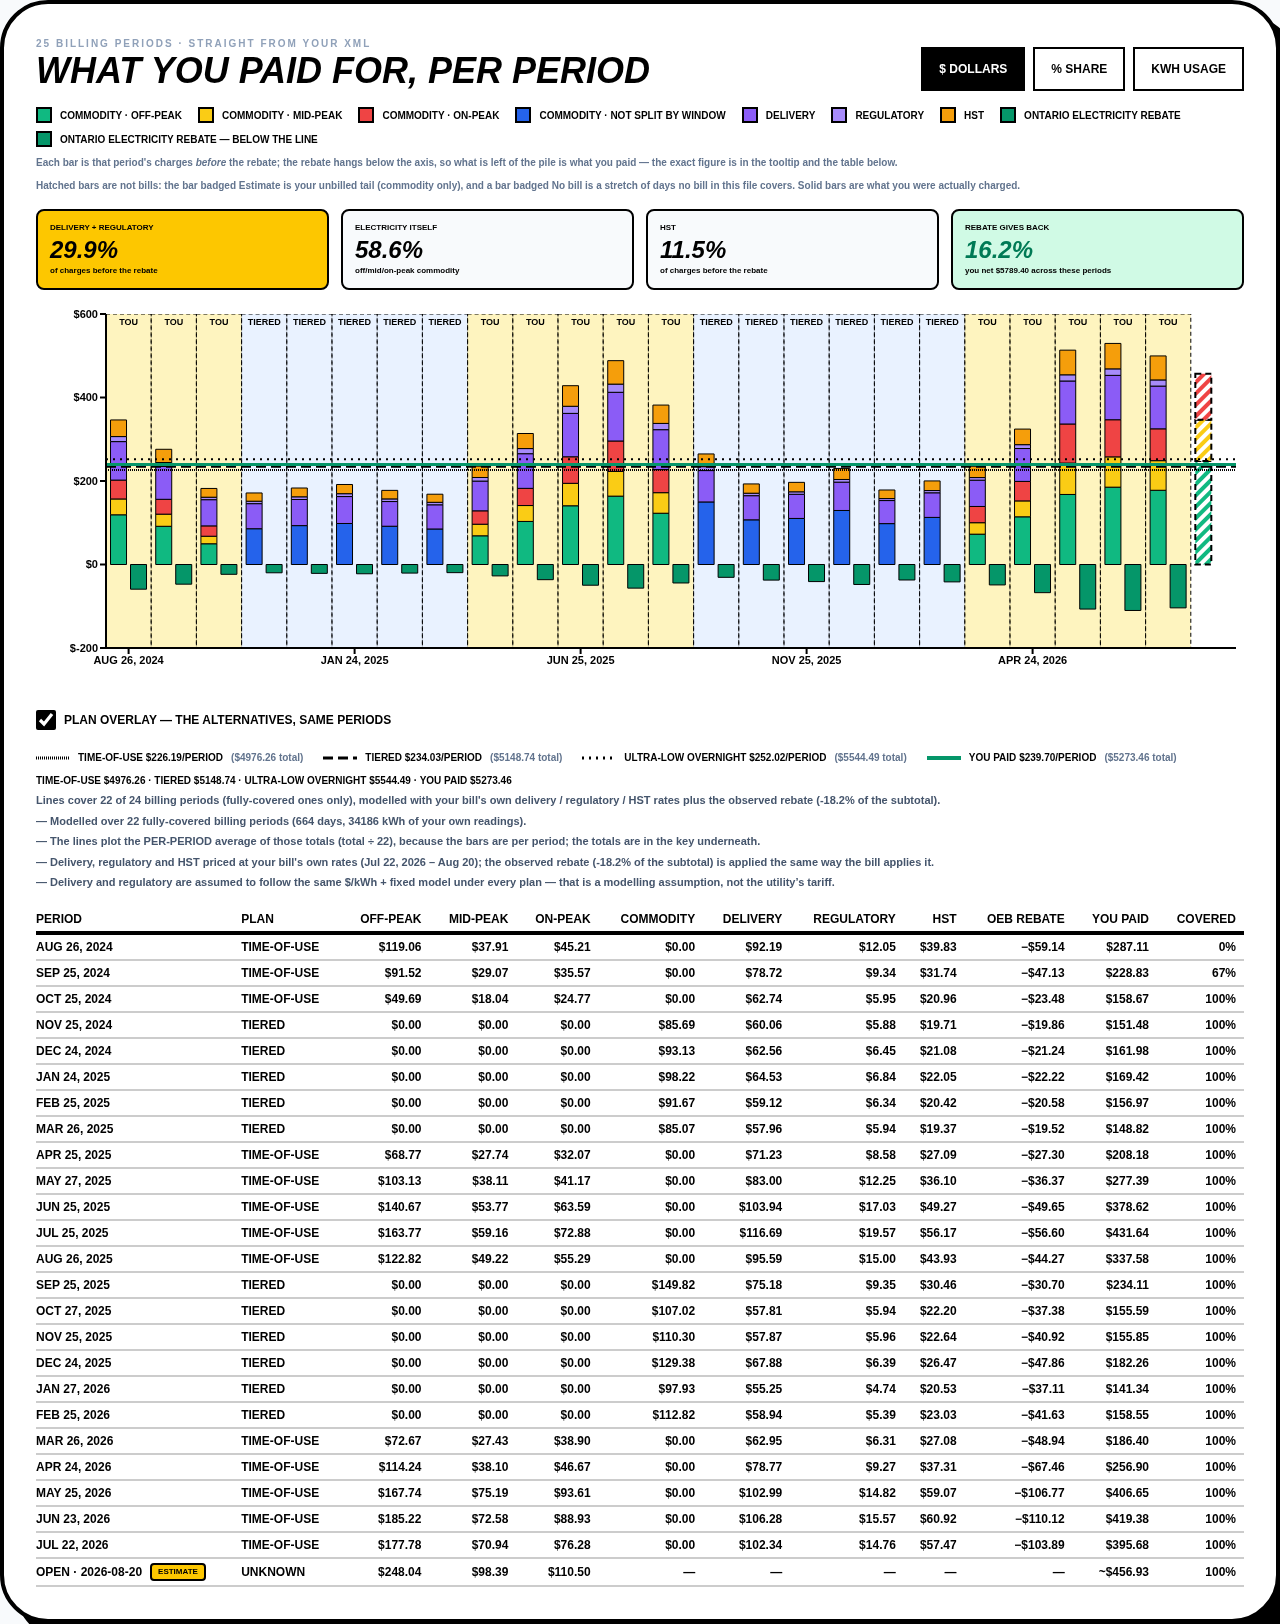 25 BILLING PERIODS · STRAIGHT FROM YOUR XML
WHAT YOU PAID FOR, PER PERIOD
$ DOLLARS % SHARE KWH USAGE
COMMODITY · OFF-PEAK COMMODITY · MID-PEAK COMMODITY · ON-PEAK COMMODITY · NOT SPLIT BY WINDOW DELIVERY REGULATORY HST ONTARIO ELECTRICITY REBATE
ONTARIO ELECTRICITY REBATE — BELOW THE LINE
Each bar is that period's charges before the rebate; the rebate hangs below the axis, so what is left of the pile is what you paid — the exact figure is in the tooltip and the table below.
Hatched bars are not bills: the bar badged Estimate is your unbilled tail (commodity only), and a bar badged No bill is a stretch of days no bill in this file covers. Solid bars are what you were actually charged.
DELIVERY + REGULATORY
29.9%
of charges before the rebate
ELECTRICITY ITSELF
58.6%
off/mid/on-peak commodity
HST
11.5%
of charges before the rebate
REBATE GIVES BACK
16.2%
you net $5789.40 across these periods
$600
TOU TOU TOU TIERED TIERED TIERED TIERED TIERED TOU TOU TOU TOU TOU TIERED TIERED TIERED TIERED TIERED TIERED TOU TOU TOU TOU TOU
$400
$200
$0
$-200
AUG 26, 2024 JAN 24, 2025 JUN 25, 2025 NOV 25, 2025 APR 24, 2026
PLAN OVERLAY — THE ALTERNATIVES, SAME PERIODS
TIME-OF-USE $226.19/PERIOD ($4976.26 total) TIERED $234.03/PERIOD ($5148.74 total) ULTRA-LOW OVERNIGHT $252.02/PERIOD ($5544.49 total) YOU PAID $239.70/PERIOD ($5273.46 total)
TIME-OF-USE $4976.26 · TIERED $5148.74 · ULTRA-LOW OVERNIGHT $5544.49 · YOU PAID $5273.46
Lines cover 22 of 24 billing periods (fully-covered ones only), modelled with your bill's own delivery / regulatory / HST rates plus the observed rebate (-18.2% of the subtotal).
— Modelled over 22 fully-covered billing periods (664 days, 34186 kWh of your own readings).
— The lines plot the PER-PERIOD average of those totals (total ÷ 22), because the bars are per period; the totals are in the key underneath.
— Delivery, regulatory and HST priced at your bill's own rates (Jul 22, 2026 – Aug 20); the observed rebate (-18.2% of the subtotal) is applied the same way the bill applies it.
— Delivery and regulatory are assumed to follow the same $/kWh + fixed model under every plan — that is a modelling assumption, not the utility's tariff.
PERIOD PLAN OFF-PEAK MID-PEAK ON-PEAK COMMODITY DELIVERY REGULATORY HST OEB REBATE YOU PAID COVERED
AUG 26, 2024 TIME-OF-USE $119.06 $37.91 $45.21 $0.00 $92.19 $12.05 $39.83 −$59.14 $287.11 0%
SEP 25, 2024 TIME-OF-USE $91.52 $29.07 $35.57 $0.00 $78.72 $9.34 $31.74 −$47.13 $228.83 67%
OCT 25, 2024 TIME-OF-USE $49.69 $18.04 $24.77 $0.00 $62.74 $5.95 $20.96 −$23.48 $158.67 100%
NOV 25, 2024 TIERED $0.00 $0.00 $0.00 $85.69 $60.06 $5.88 $19.71 −$19.86 $151.48 100%
DEC 24, 2024 TIERED $0.00 $0.00 $0.00 $93.13 $62.56 $6.45 $21.08 −$21.24 $161.98 100%
JAN 24, 2025 TIERED $0.00 $0.00 $0.00 $98.22 $64.53 $6.84 $22.05 −$22.22 $169.42 100%
FEB 25, 2025 TIERED $0.00 $0.00 $0.00 $91.67 $59.12 $6.34 $20.42 −$20.58 $156.97 100%
MAR 26, 2025 TIERED $0.00 $0.00 $0.00 $85.07 $57.96 $5.94 $19.37 −$19.52 $148.82 100%
APR 25, 2025 TIME-OF-USE $68.77 $27.74 $32.07 $0.00 $71.23 $8.58 $27.09 −$27.30 $208.18 100%
MAY 27, 2025 TIME-OF-USE $103.13 $38.11 $41.17 $0.00 $83.00 $12.25 $36.10 −$36.37 $277.39 100%
JUN 25, 2025 TIME-OF-USE $140.67 $53.77 $63.59 $0.00 $103.94 $17.03 $49.27 −$49.65 $378.62 100%
JUL 25, 2025 TIME-OF-USE $163.77 $59.16 $72.88 $0.00 $116.69 $19.57 $56.17 −$56.60 $431.64 100%
AUG 26, 2025 TIME-OF-USE $122.82 $49.22 $55.29 $0.00 $95.59 $15.00 $43.93 −$44.27 $337.58 100%
SEP 25, 2025 TIERED $0.00 $0.00 $0.00 $149.82 $75.18 $9.35 $30.46 −$30.70 $234.11 100%
OCT 27, 2025 TIERED $0.00 $0.00 $0.00 $107.02 $57.81 $5.94 $22.20 −$37.38 $155.59 100%
NOV 25, 2025 TIERED $0.00 $0.00 $0.00 $110.30 $57.87 $5.96 $22.64 −$40.92 $155.85 100%
DEC 24, 2025 TIERED $0.00 $0.00 $0.00 $129.38 $67.88 $6.39 $26.47 −$47.86 $182.26 100%
JAN 27, 2026 TIERED $0.00 $0.00 $0.00 $97.93 $55.25 $4.74 $20.53 −$37.11 $141.34 100%
FEB 25, 2026 TIERED $0.00 $0.00 $0.00 $112.82 $58.94 $5.39 $23.03 −$41.63 $158.55 100%
MAR 26, 2026 TIME-OF-USE $72.67 $27.43 $38.90 $0.00 $62.95 $6.31 $27.08 −$48.94 $186.40 100%
APR 24, 2026 TIME-OF-USE $114.24 $38.10 $46.67 $0.00 $78.77 $9.27 $37.31 −$67.46 $256.90 100%
MAY 25, 2026 TIME-OF-USE $167.74 $75.19 $93.61 $0.00 $102.99 $14.82 $59.07 −$106.77 $406.65 100%
JUN 23, 2026 TIME-OF-USE $185.22 $72.58 $88.93 $0.00 $106.28 $15.57 $60.92 −$110.12 $419.38 100%
JUL 22, 2026 TIME-OF-USE $177.78 $70.94 $76.28 $0.00 $102.34 $14.76 $57.47 −$103.89 $395.68 100%
OPEN · 2026-08-20 ESTIMATE UNKNOWN $248.04 $98.39 $110.50 — — — — — ~$456.93 100%